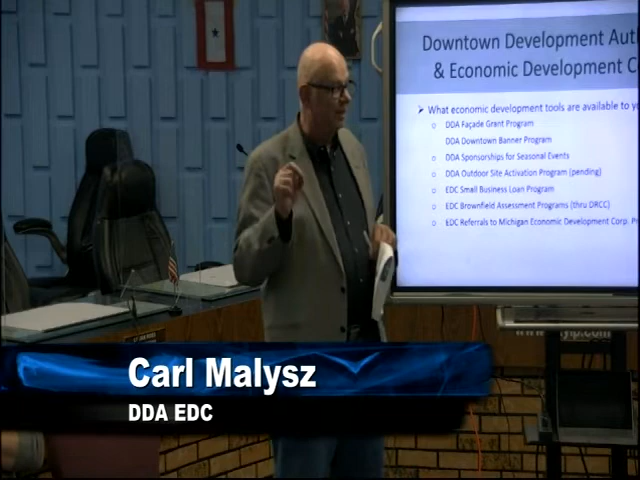 Downtown Development
& Economic Development
What economic development tools are available to
DDA Façade Grant Program
DDA Downtown Banner Program
DDA Sponsorships for Seasonal Events
DDA Outdoor Site Activation Program (pending)
EDC Small Business Loan Program
EDC Brownfield Assessment Programs (thru DRCC)
EDC Referrals to Michigan Economic Development Corp.
Carl Malysz
DDA EDC